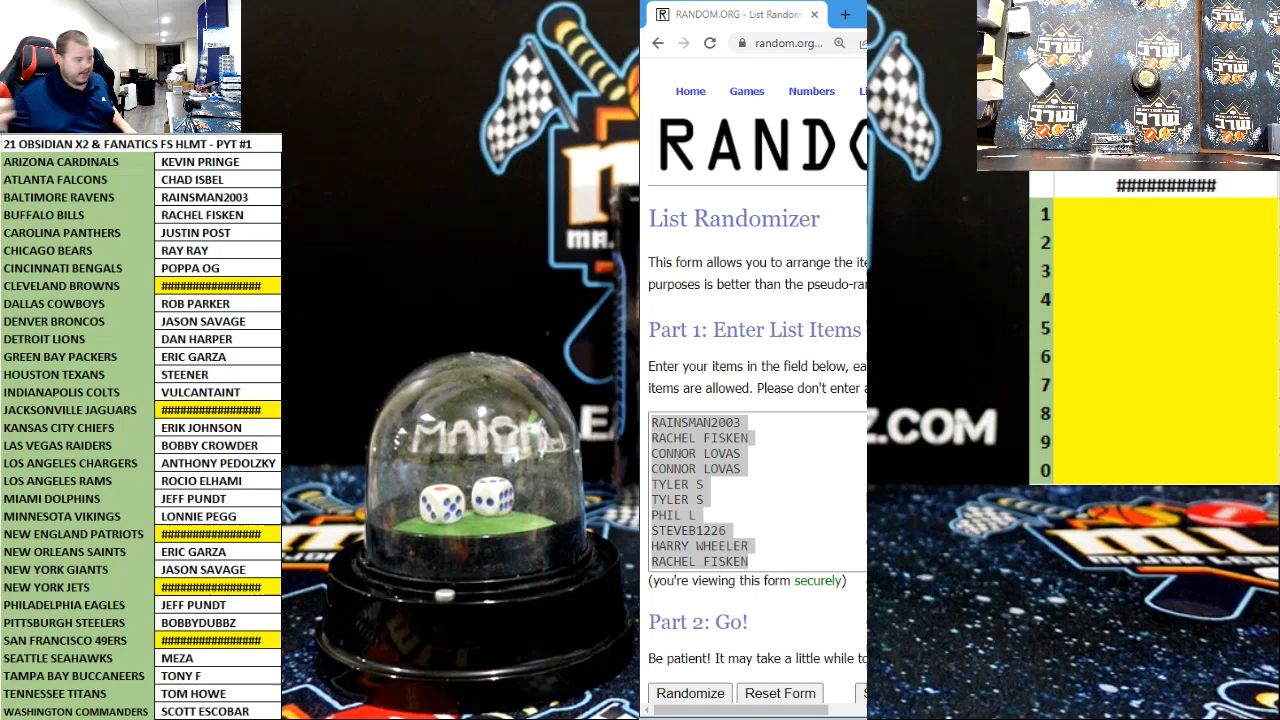 21 OBSIDIAN X2 & FANATICS FS HLMT - PYT #1
ARIZONA CARDINALS KEVIN PRINGE
ATLANTA FALCONS CHAD ISBEL
BALTIMORE RAVENS RAINSMAN2003
BUFFALO BILLS RACHEL FISKEN
CAROLINA PANTHERS JUSTIN POST
CHICAGO BEARS RAY RAY
CINCINNATI BENGALS POPPA OG
CLEVELAND BROWNS ################
DALLAS COWBOYS ROB PARKER
DENVER BRONCOS JASON SAVAGE
DETROIT LIONS DAN HARPER
GREEN BAY PACKERS ERIC GARZA
HOUSTON TEXANS STEENER
INDIANAPOLIS COLTS VULCANTAINT
JACKSONVILLE JAGUARS ################
KANSAS CITY CHIEFS ERIK JOHNSON
LAS VEGAS RAIDERS BOBBY CROWDER
LOS ANGELES CHARGERS ANTHONY PEDOLZKY
LOS ANGELES RAMS ROCIO ELHAMI
MIAMI DOLPHINS JEFF PUNDT
MINNESOTA VIKINGS LONNIE PEGG
NEW ENGLAND PATRIOTS ################
NEW ORLEANS SAINTS ERIC GARZA
NEW YORK GIANTS JASON SAVAGE
NEW YORK JETS ################
PHILADELPHIA EAGLES JEFF PUNDT
PITTSBURGH STEELERS BOBBYDUBBZ
SAN FRANCISCO 49ERS ################
SEATTLE SEAHAWKS MEZA
TAMPA BAY BUCCANEERS TONY F
TENNESSEE TITANS TOM HOWE
WASHINGTON COMMANDERS SCOTT ESCOBAR
RANDOM.ORG - List Random
random.org...
Home Games Numbers Li
RANDO
List Randomizer
This form allows you to arrange the ite
purposes is better than the pseudo-ra
Part 1: Enter List Items
Enter your items in the field below, ea
items are allowed. Please don't enter a
RAINSMAN2003
RACHEL FISKEN
CONNOR LOVAS
CONNOR LOVAS
TYLER S
TYLER S
PHIL L
STEVEB1226
HARRY WHEELER
RACHEL FISKEN
(you're viewing this form securely)
Part 2: Go!
Be patient! It may take a little while to
Randomize Reset Form S
Z.COM
##########
1
2
3
4
5
6
7
8
9
0